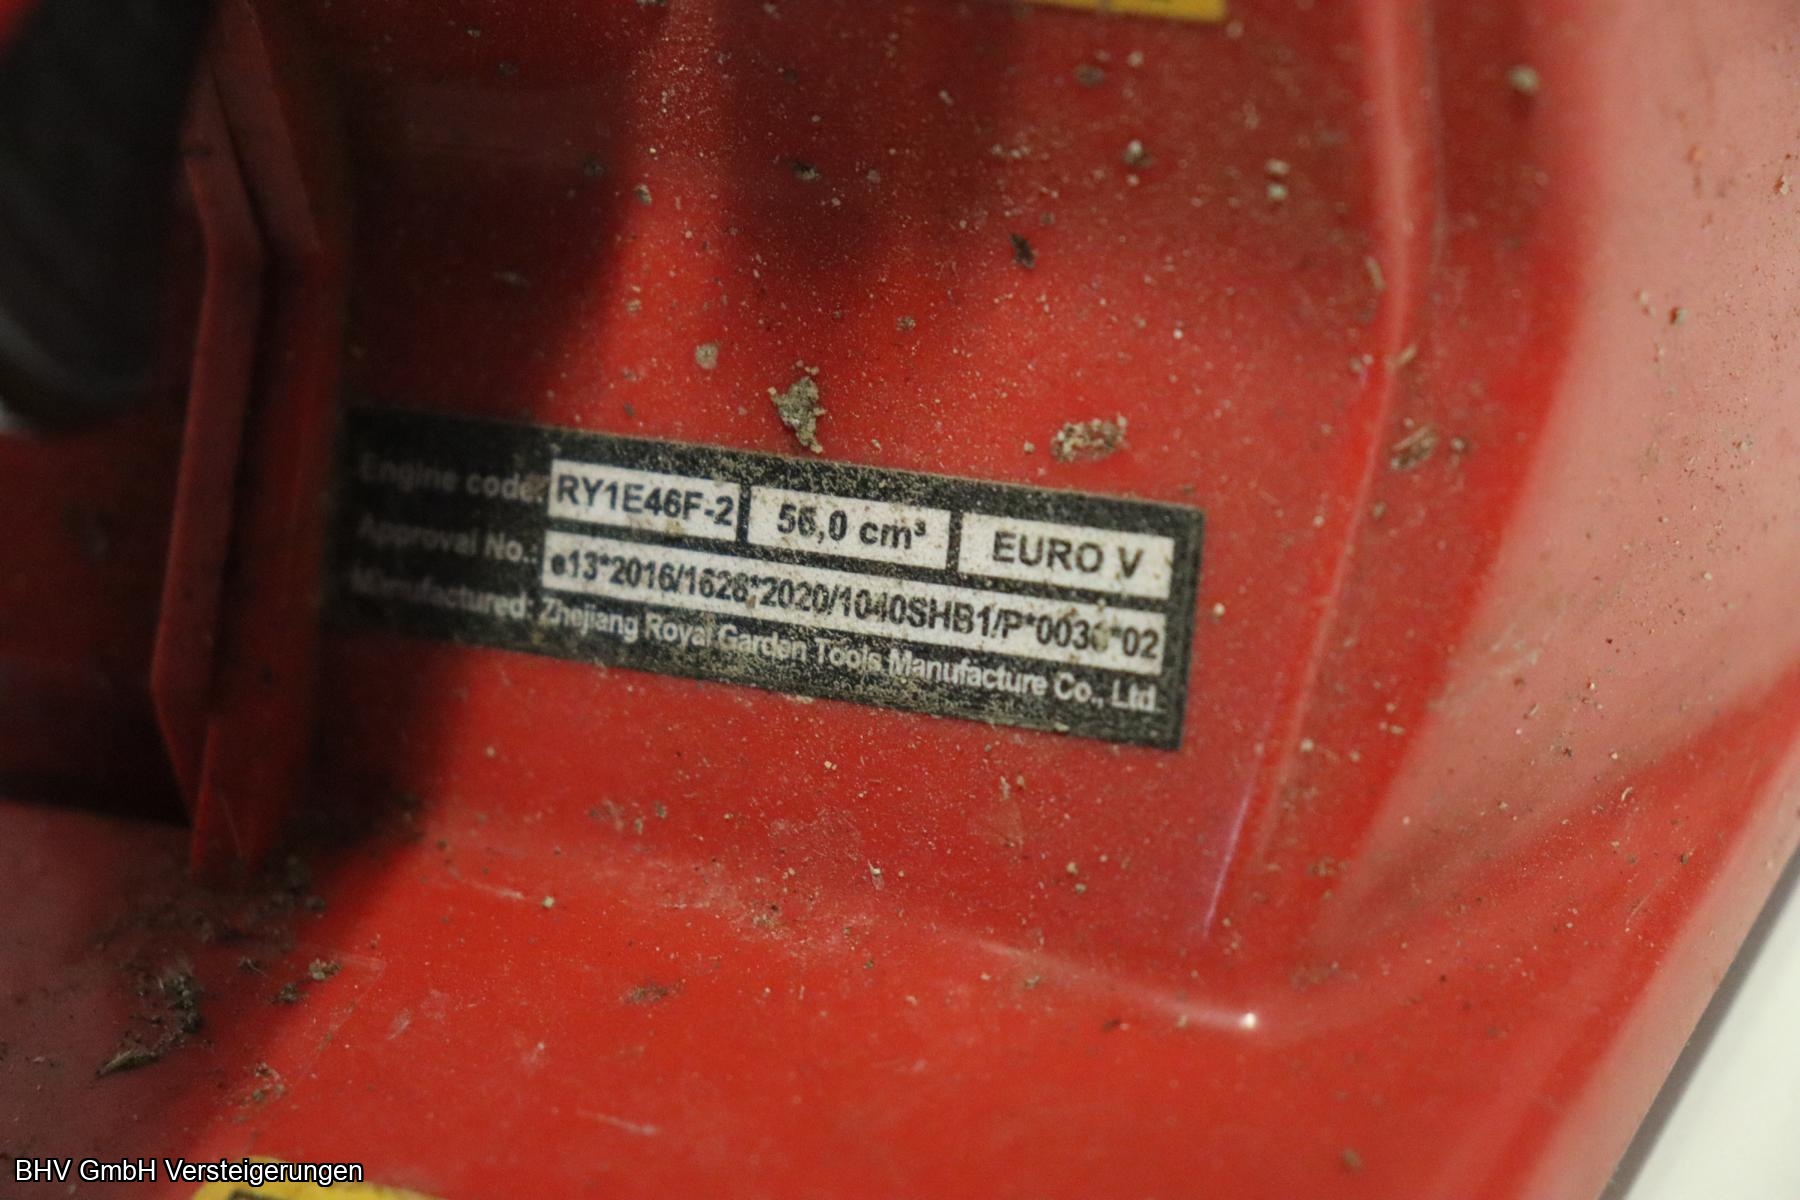 Engine code: RY1E46F-2 56,0 cm³ EURO V
Approval No.: e13*2016/1628*2020/1040SHB1/P*0036*02
Manufactured: Zhejiang Royal Garden Tools Manufacture Co., Ltd.
BHV GmbH Versteigerungen